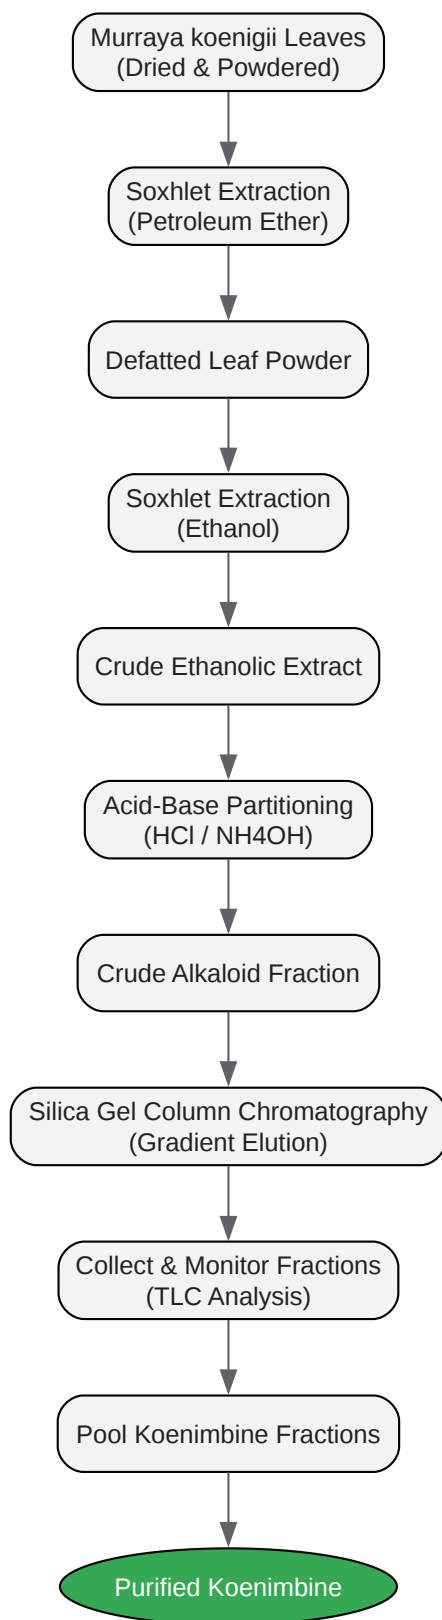 Murraya koenigii Leaves
(Dried & Powdered)
Soxhlet Extraction
(Petroleum Ether)
Defatted Leaf Powder
Soxhlet Extraction
(Ethanol)
Crude Ethanolic Extract
Acid-Base Partitioning
(HCl / NH4OH)
Crude Alkaloid Fraction
Silica Gel Column Chromatography
(Gradient Elution)
Collect & Monitor Fractions
(TLC Analysis)
Pool Koenimbine Fractions
Purified Koenimbine